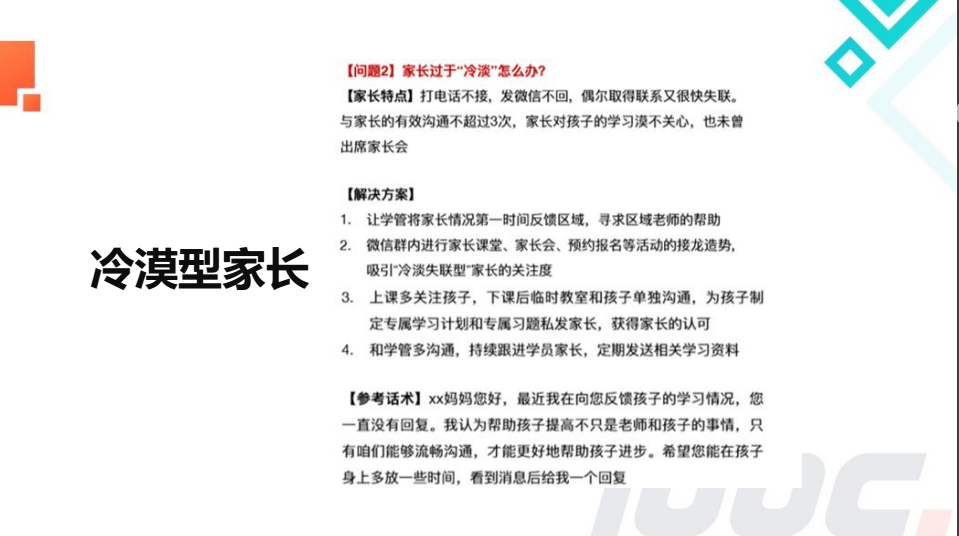 冷漠型家长
【问题2】家长过于“冷淡”怎么办?
【家长特点】打电话不接，发微信不回，偶尔取得联系又很快失联。
与家长的有效沟通不超过3次，家长对孩子的学习漠不关心，也未曾
出席家长会
【解决方案】
1. 让学管将家长情况第一时间反馈区域，寻求区域老师的帮助
2. 微信群内进行家长课堂、家长会、预约报名等活动的接龙造势，
吸引“冷淡失联型”家长的关注度
3. 上课多关注孩子，下课后临时教室和孩子单独沟通，为孩子制
定专属学习计划和专属习题私发家长，获得家长的认可
4. 和学管多沟通，持续跟进学员家长，定期发送相关学习资料
【参考话术】xx妈妈您好，最近我在向您反馈孩子的学习情况，您
一直没有回复。我认为帮助孩子提高不只是老师和孩子的事情，只
有咱们能够流畅沟通，才能更好地帮助孩子进步。希望您能在孩子
身上多放一些时间，看到消息后给我一个回复